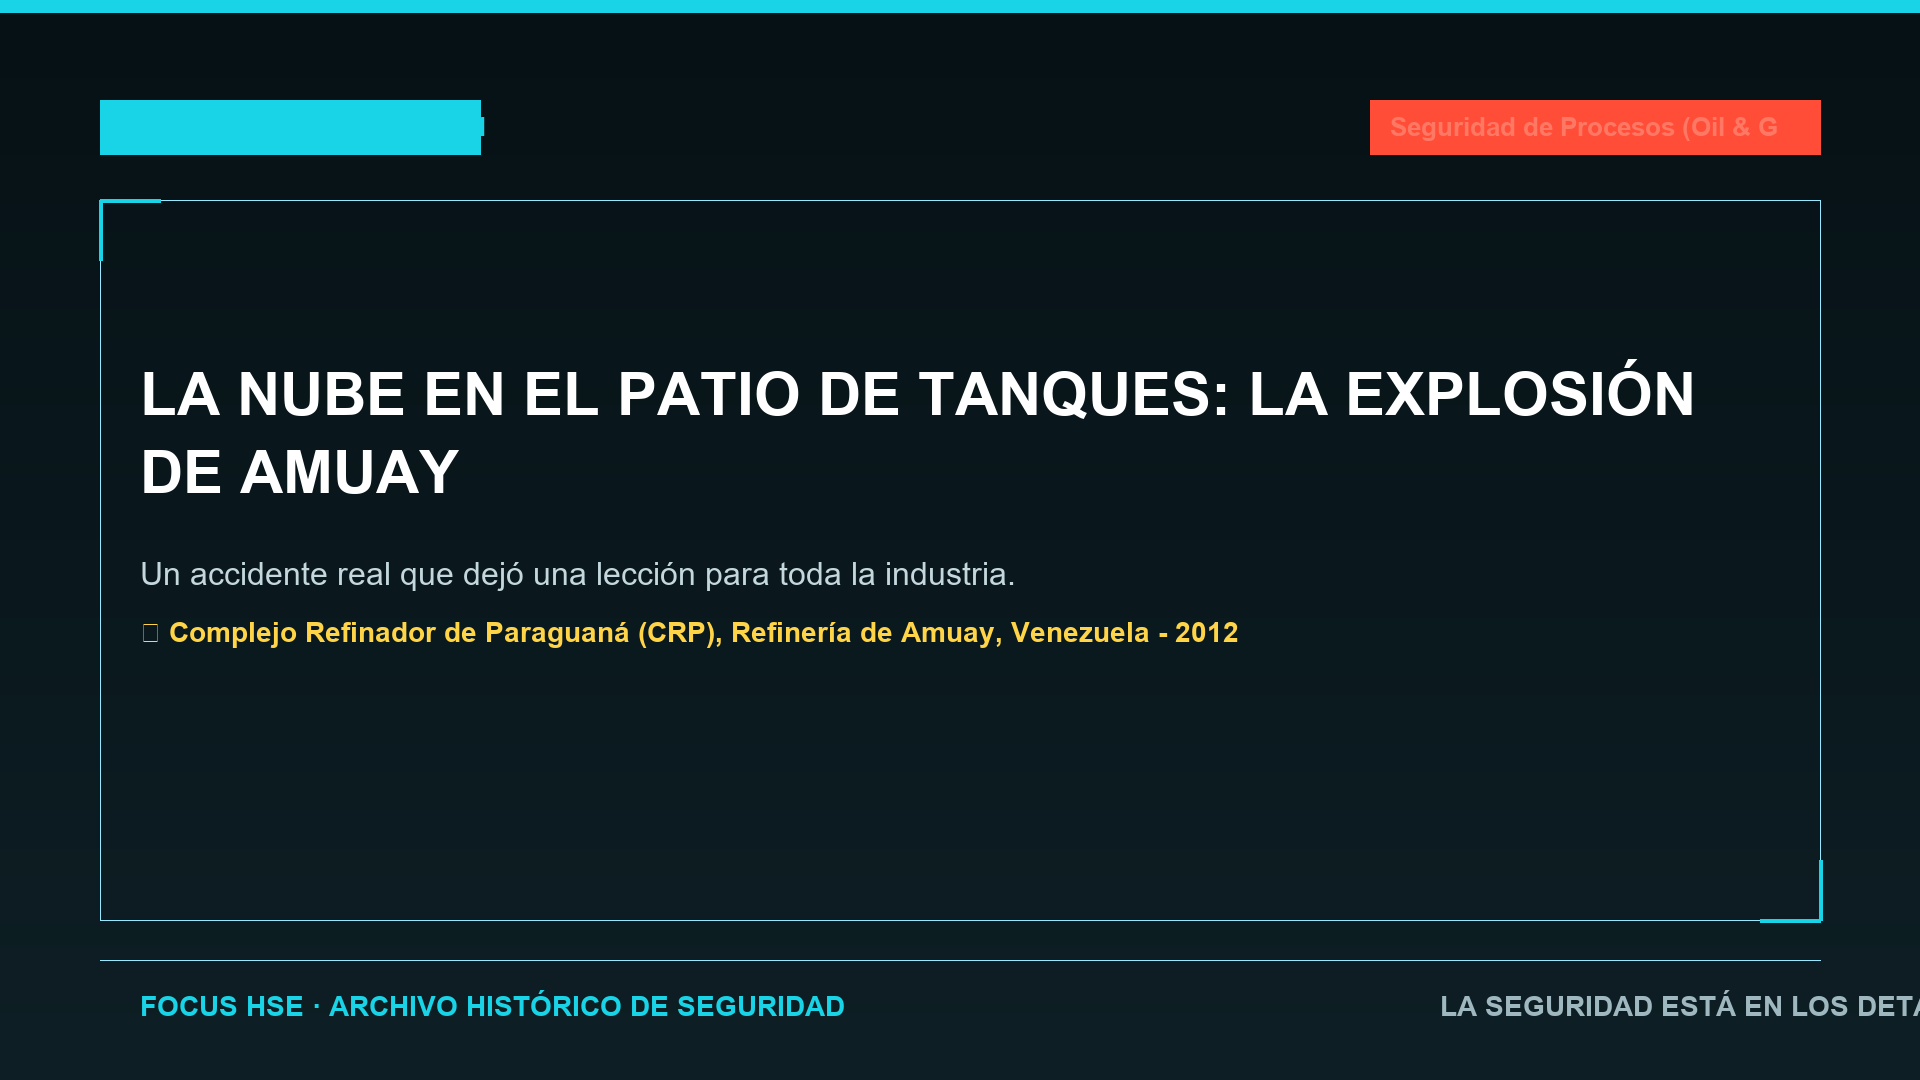 Seguridad de Procesos (Oil & G
LA NUBE EN EL PATIO DE TANQUES: LA EXPLOSIÓN
DE AMUAY
Un accidente real que dejó una lección para toda la industria.
Complejo Refinador de Paraguaná (CRP), Refinería de Amuay, Venezuela - 2012
FOCUS HSE · ARCHIVO HISTÓRICO DE SEGURIDAD
LA SEGURIDAD ESTÁ EN LOS DETA